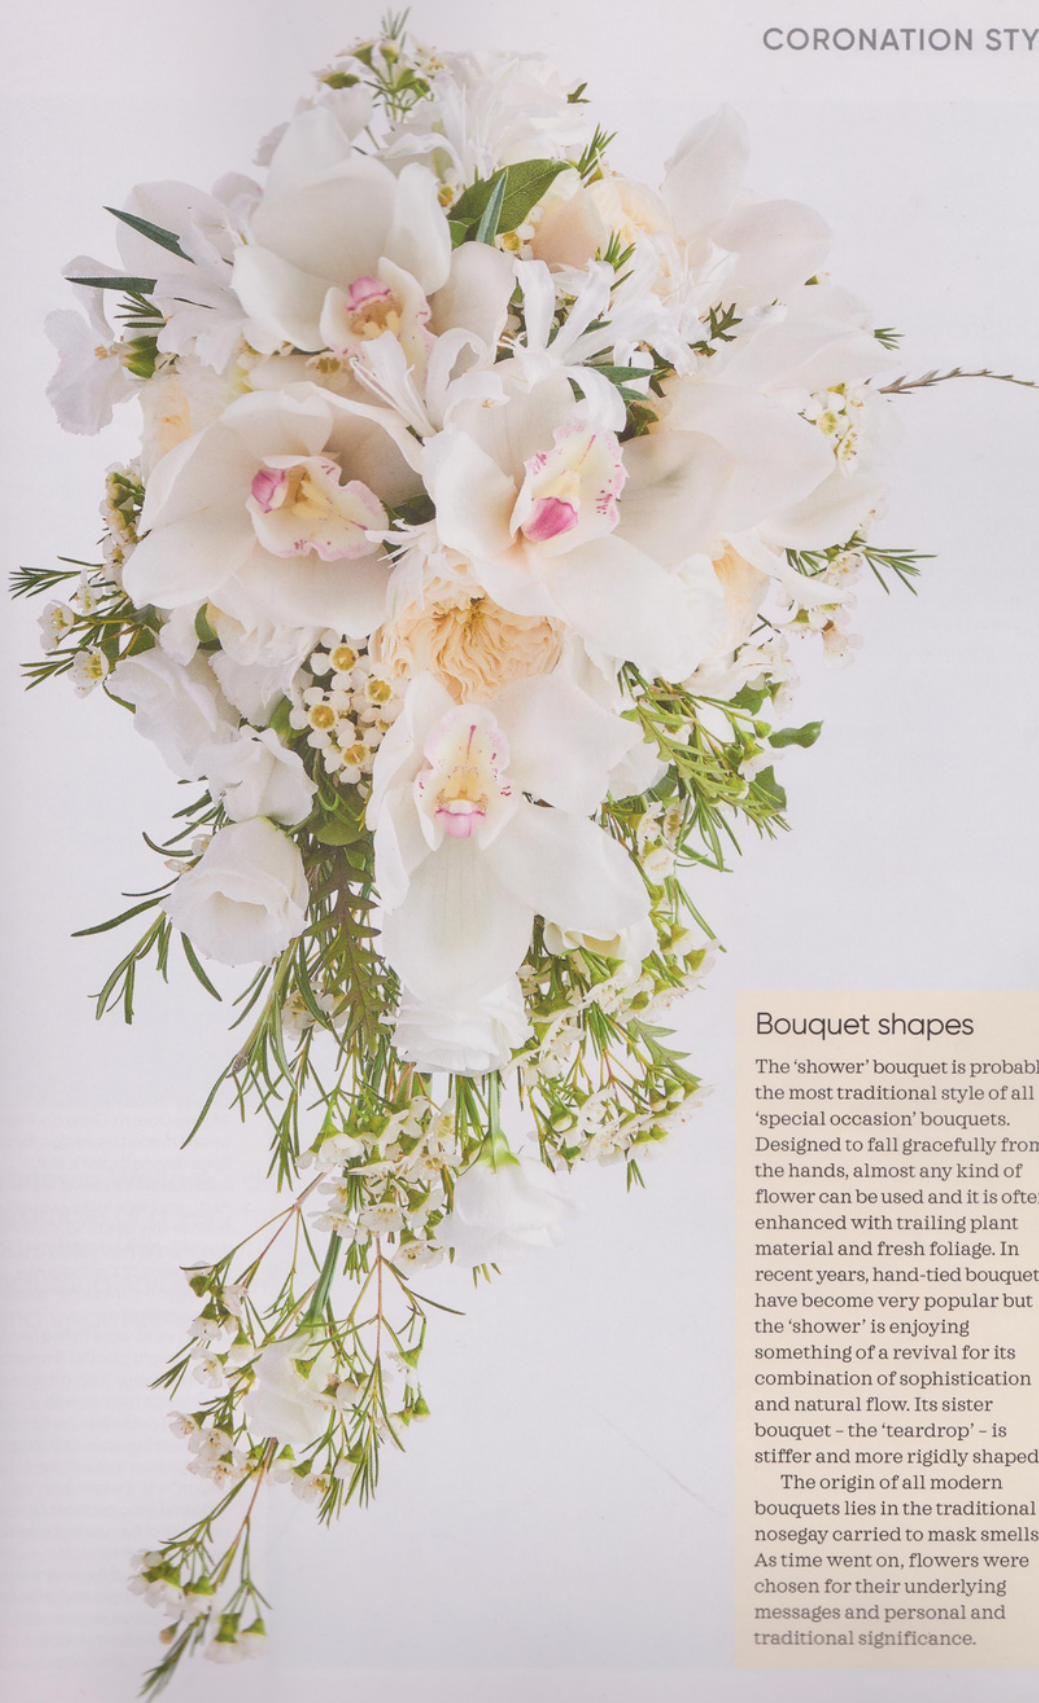 CORONATION STY
Bouquet shapes
The ‘shower’ bouquet is probabl
the most traditional style of all
‘special occasion’ bouquets.
Designed to fall gracefully from
the hands, almost any kind of
flower can be used and it is ofte
enhanced with trailing plant
material and fresh foliage. In
recent years, hand-tied bouquet
have become very popular but
the ‘shower’ is enjoying
something of a revival for its
combination of sophistication
and natural flow. Its sister
bouquet – the ‘teardrop’ – is
stiffer and more rigidly shaped
The origin of all modern
bouquets lies in the traditional
nosegay carried to mask smells
As time went on, flowers were
chosen for their underlying
messages and personal and
traditional significance.